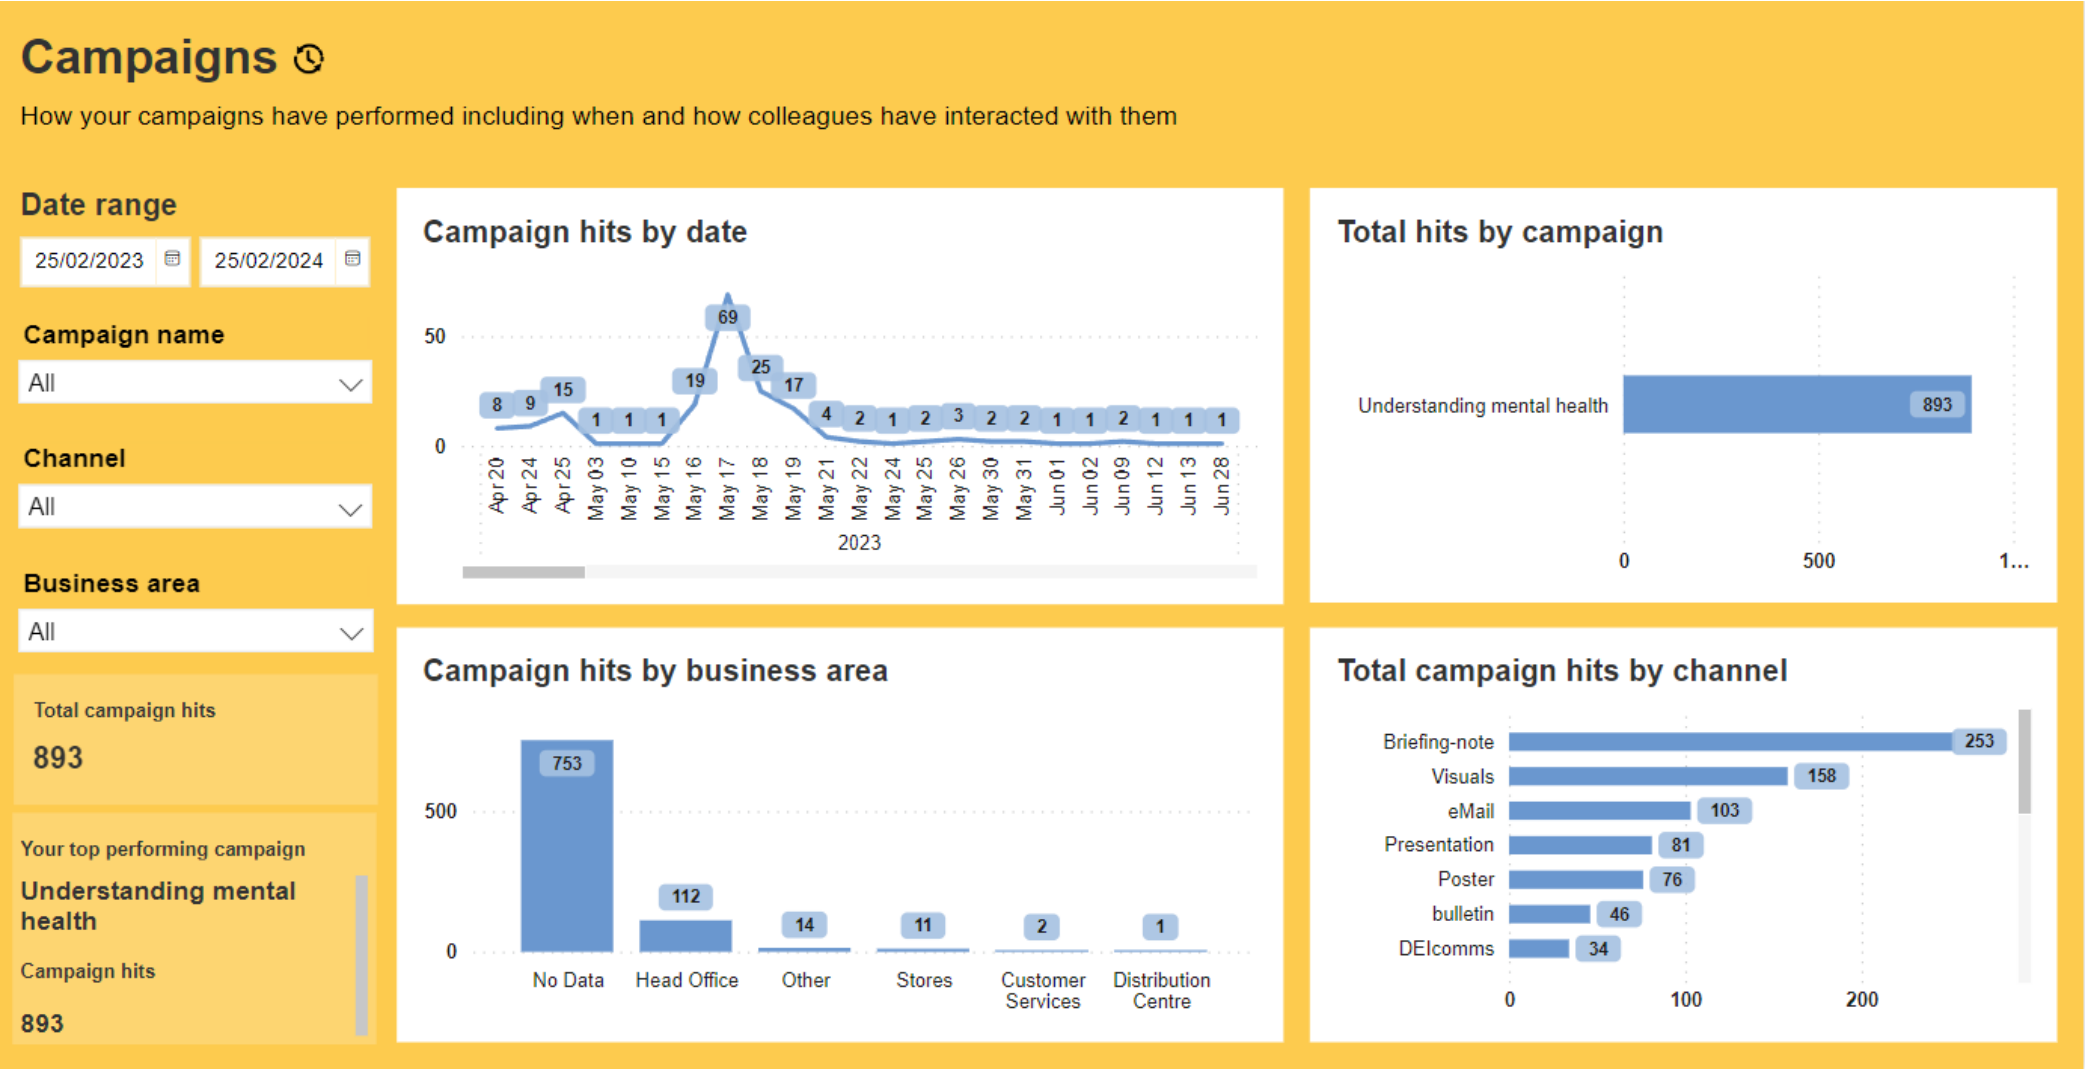 Campaigns
How your campaigns have performed including when and how colleagues have interacted with them
Date range
25/02/2023
25/02/2024
Campaign name
All
Channel
All
Business area
All
Total campaign hits
893
Your top performing campaign
Understanding mental
health
Campaign hits
893
Campaign hits by date
50
0
8 9 15 1 1 1 19 69 25 17 4 2 1 2 3 2 2 1 1 2 1 1 1
Apr 20 Apr 24 Apr 25 May 03 May 10 May 15 May 16 May 17 May 18 May 19 May 21 May 22 May 24 May 25 May 26 May 30 May 31 Jun 01 Jun 02 Jun 09 Jun 12 Jun 13 Jun 28
2023
Total hits by campaign
Understanding mental health 893
0 500 1...
Campaign hits by business area
500
0
753 112 14 11 2 1
No Data Head Office Other Stores Customer Services Distribution Centre
Total campaign hits by channel
Briefing-note 253
Visuals 158
eMail 103
Presentation 81
Poster 76
bulletin 46
DEIcomms 34
0 100 200